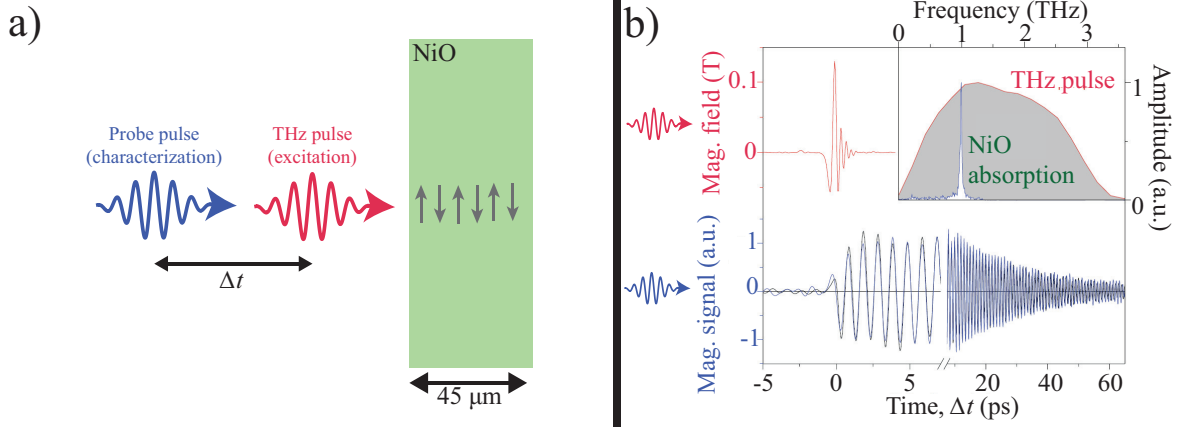 a)
NiO
Probe pulse
(characterization)
THz pulse
(excitation)
Δt
45 μm
b)
Frequency (THz)
0 1 2 3
Mag. field (T)
0.1
0
THz pulse
NiO
absorption
1
0
Amplitude (a.u.)
Mag. signal (a.u.)
1
0
-1
-5 0 5 20 40 60
Time, Δt (ps)